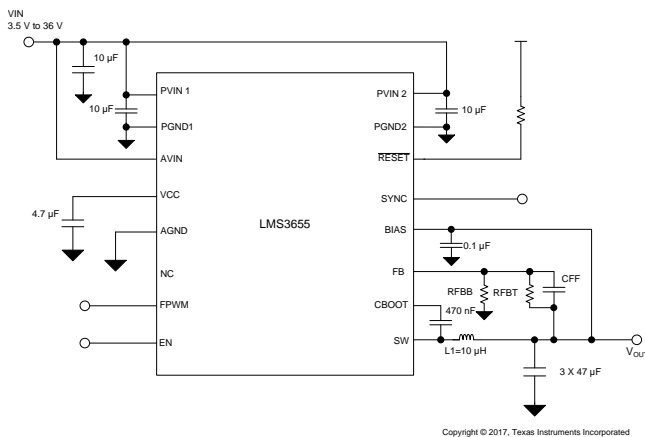 VIN
3.5 V to 36 V
10 µF
PVIN 1
PVIN 2
10 µF
10 µF
PGND1
PGND2
AVIN
RESET
VCC
SYNC
4.7 µF
LMS3655
AGND
BIAS
0.1 µF
NC
FB
CFF
RFBB
RFBT
FPWM
CBOOT
470 nF
EN
SW
L1=10 µH
VOUT
3 X 47 µF
Copyright © 2017, Texas Instruments Incorporated